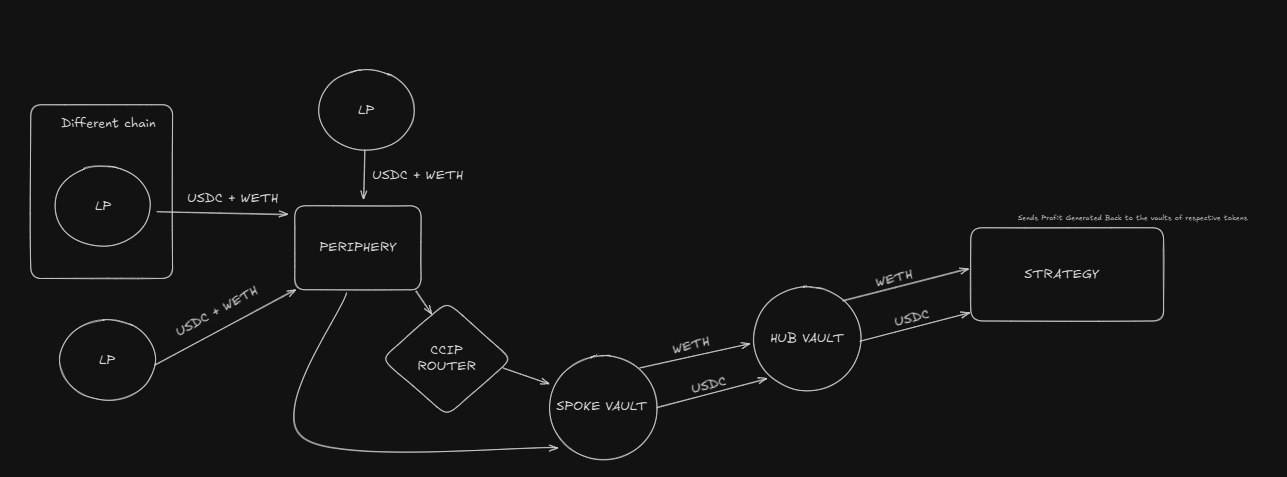 LP
Different chain
USDC + WETH
LP
USDC + WETH
Sends Profit Generated Back to the vaults of respective tokens
PERIPHERY
STRATEGY
WETH
USDC + WETH
USDC
HUB VAULT
LP
CCIP
ROUTER
WETH
USDC
SPOKE VAULT